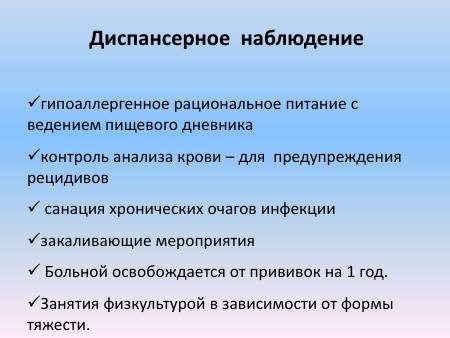 Диспансерное наблюдение
✓гипоаллергенное рациональное питание с
ведением пищевого дневника
✓контроль анализа крови – для предупреждения
рецидивов
✓ санация хронических очагов инфекции
✓закаливающие мероприятия
✓ Больной освобождается от прививок на 1 год.
✓Занятия физкультурой в зависимости от формы
тяжести.